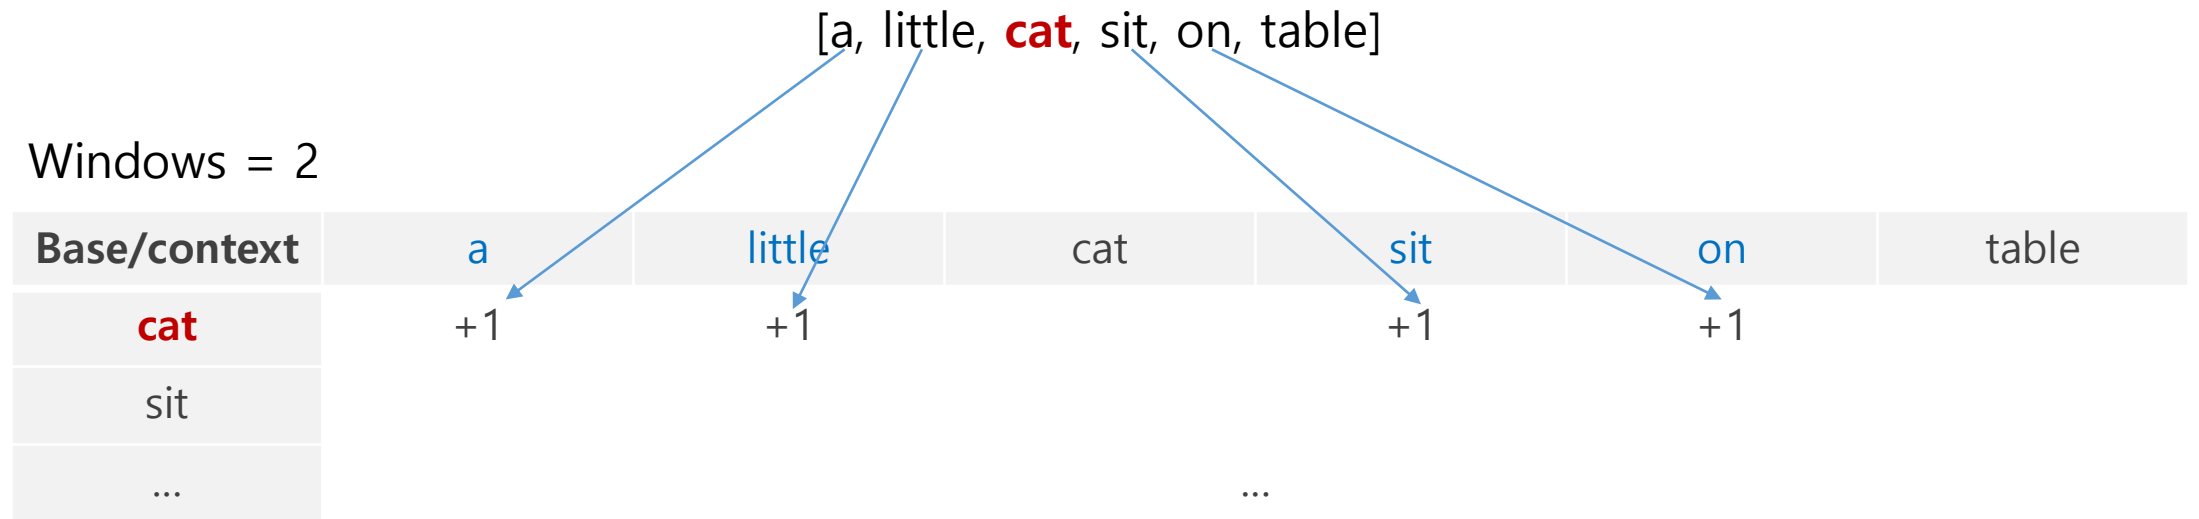 [a, little, cat, sit, on, table]
Windows = 2
Base/context a little cat sit on table
cat +1 +1 +1 +1
sit
... ...